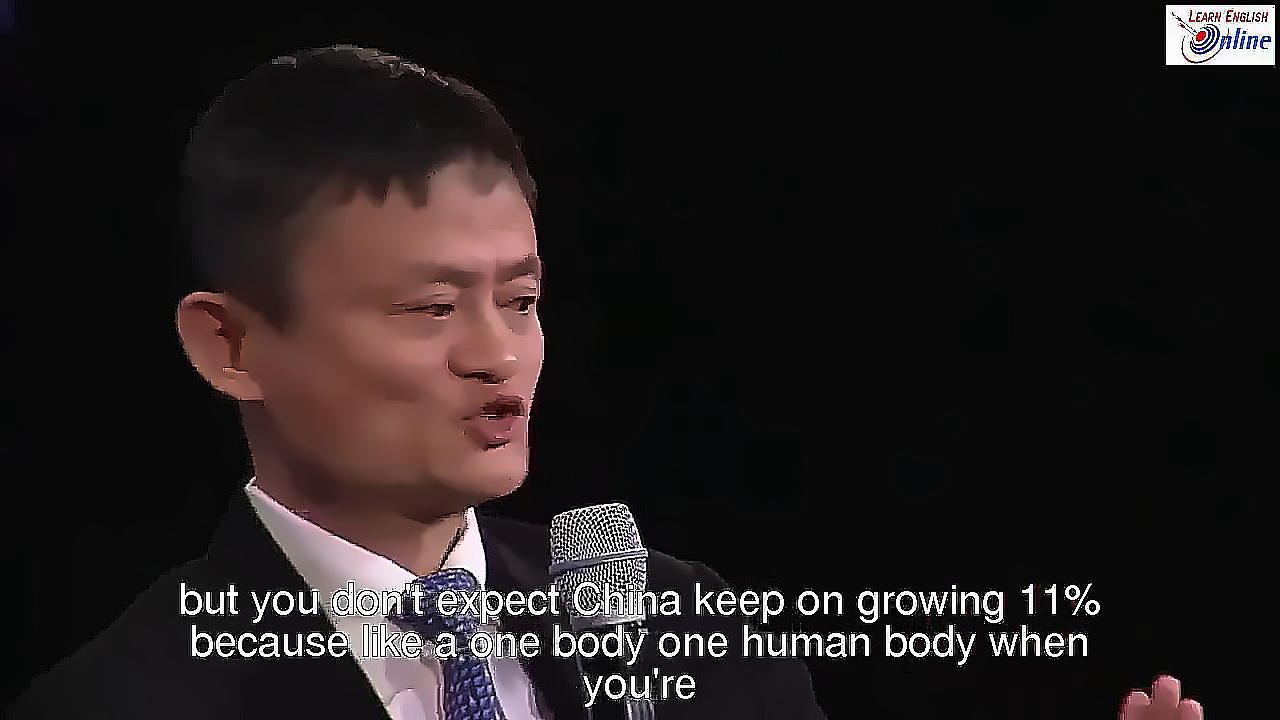 LEARN ENGLISH
Online
but you don't expect China keep on growing 11%
because like a one body one human body when
you're